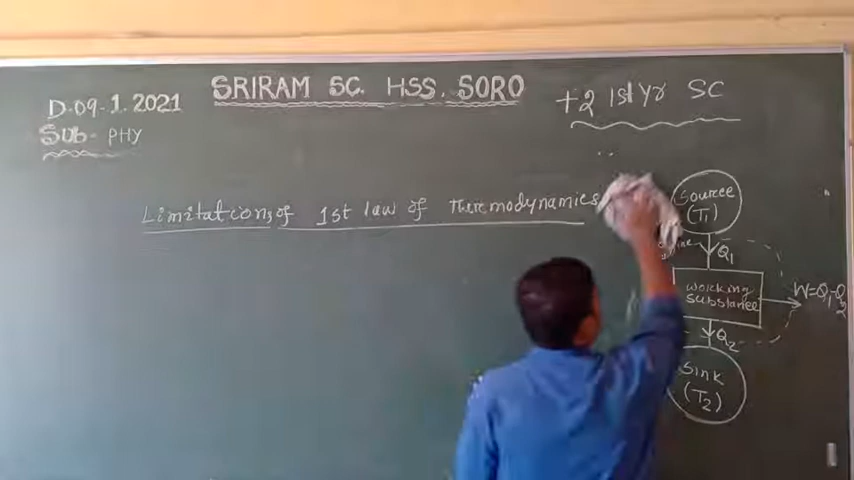 SRIRAM SC. HSS. SORO
D.09.1.2021
+2 1st Yr SC
Sub- PHY
Limitations of 1st law of Thermodynamics
Source
(T1)
Q1
Working
Substance
W=Q1-Q2
Q2
Sink
(T2)